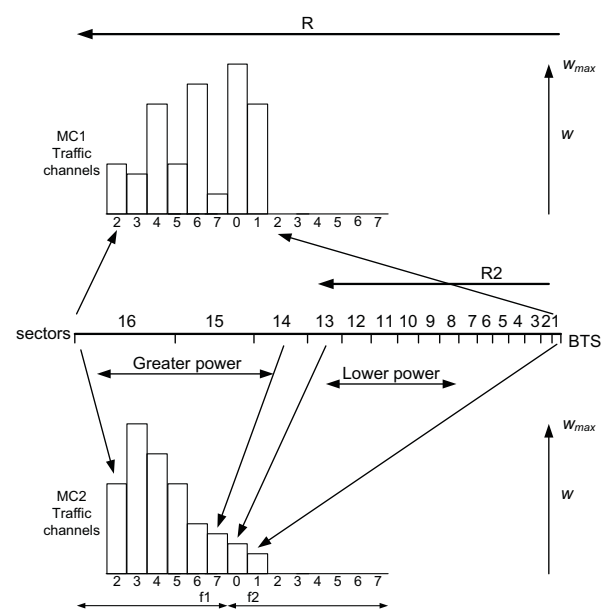 R
w max
MC1
Traffic
channels
w
2 3 4 5 6 7 0 1 2 3 4 5 6 7
R2
16 15 14 13 12 11 10 9 8 7 6 5 4 3 2 1
sectors
BTS
Greater power
Lower power
w max
MC2
Traffic
channels
w
2 3 4 5 6 7 0 1 2 3 4 5 6 7
f1 f2